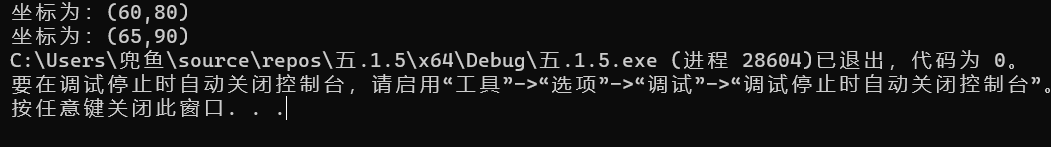 坐标为：(60,80)
坐标为：(65,90)
C:\Users\兜鱼\source\repos\五.1.5\x64\Debug\五.1.5.exe (进程 28604)已退出，代码为 0。
要在调试停止时自动关闭控制台，请启用“工具”->“选项”->“调试”->“调试停止时自动关闭控制台”。
按任意键关闭此窗口. . .